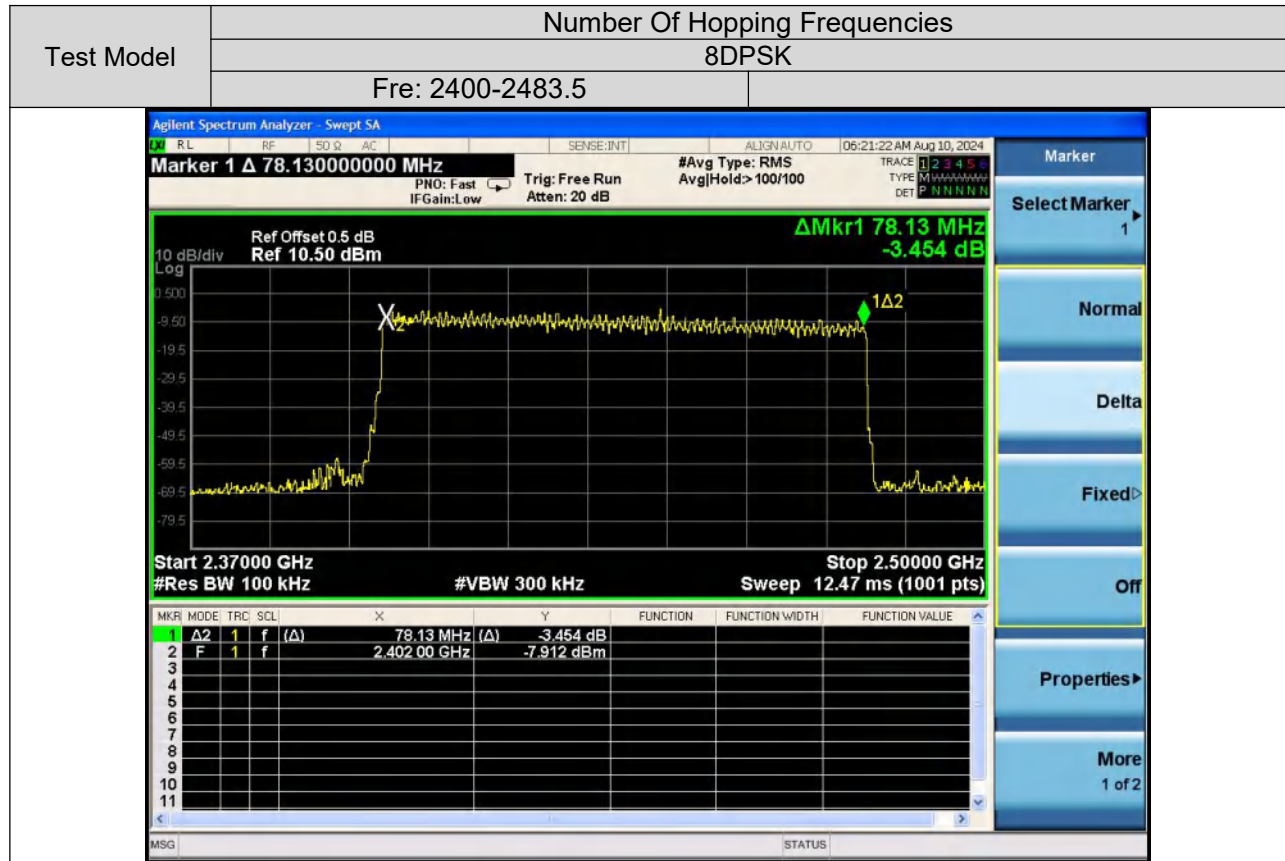 Test Model
Number Of Hopping Frequencies
8DPSK
Fre: 2400-2483.5
Agilent Spectrum Analyzer - Swept SA
LXI RL RF 50 Ω AC SENSE:INT ALIGN AUTO 06:21:22 AM Aug 10, 2024
Marker 1 Δ 78.130000000 MHz
PNO: Fast
IFGain:Low
Trig: Free Run
Atten: 20 dB
#Avg Type: RMS
Avg|Hold:>100/100
TRACE 1 2 3 4 5 6
TYPE M
DET P N N N N N
ΔMkr1 78.13 MHz
-3.454 dB
Ref Offset 0.5 dB
10 dB/div Ref 10.50 dBm
Log
0.500
-9.50
-19.5
-29.5
-39.5
-49.5
-59.5
-69.5
-79.5
X2
1Δ2
Start 2.37000 GHz Stop 2.50000 GHz
#Res BW 100 kHz #VBW 300 kHz Sweep 12.47 ms (1001 pts)
MKR MODE TRC SCL X Y FUNCTION FUNCTION WIDTH FUNCTION VALUE
1 Δ2 1 f (Δ) 78.13 MHz (Δ) -3.454 dB
2 F 1 f 2.402 00 GHz -7.912 dBm
3
4
5
6
7
8
9
10
11
MSG STATUS
Marker
Select Marker
1
Normal
Delta
Fixed
Off
Properties
More
1 of 2